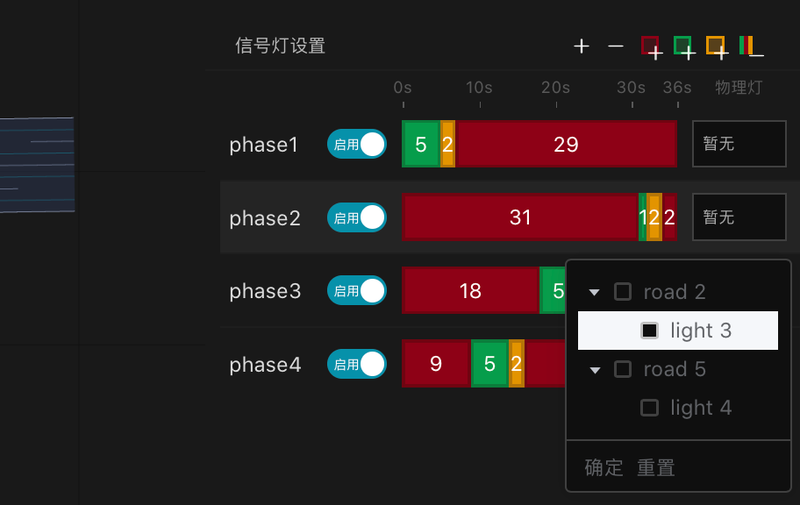 信号灯设置
0s 10s 20s 30s 36s 物理灯
phase1 启用 5 2 29 暂无
phase2 启用 31 1 2 2 暂无
phase3 启用 18 5
phase4 启用 9 5 2
road 2
light 3
road 5
light 4
确定 重置